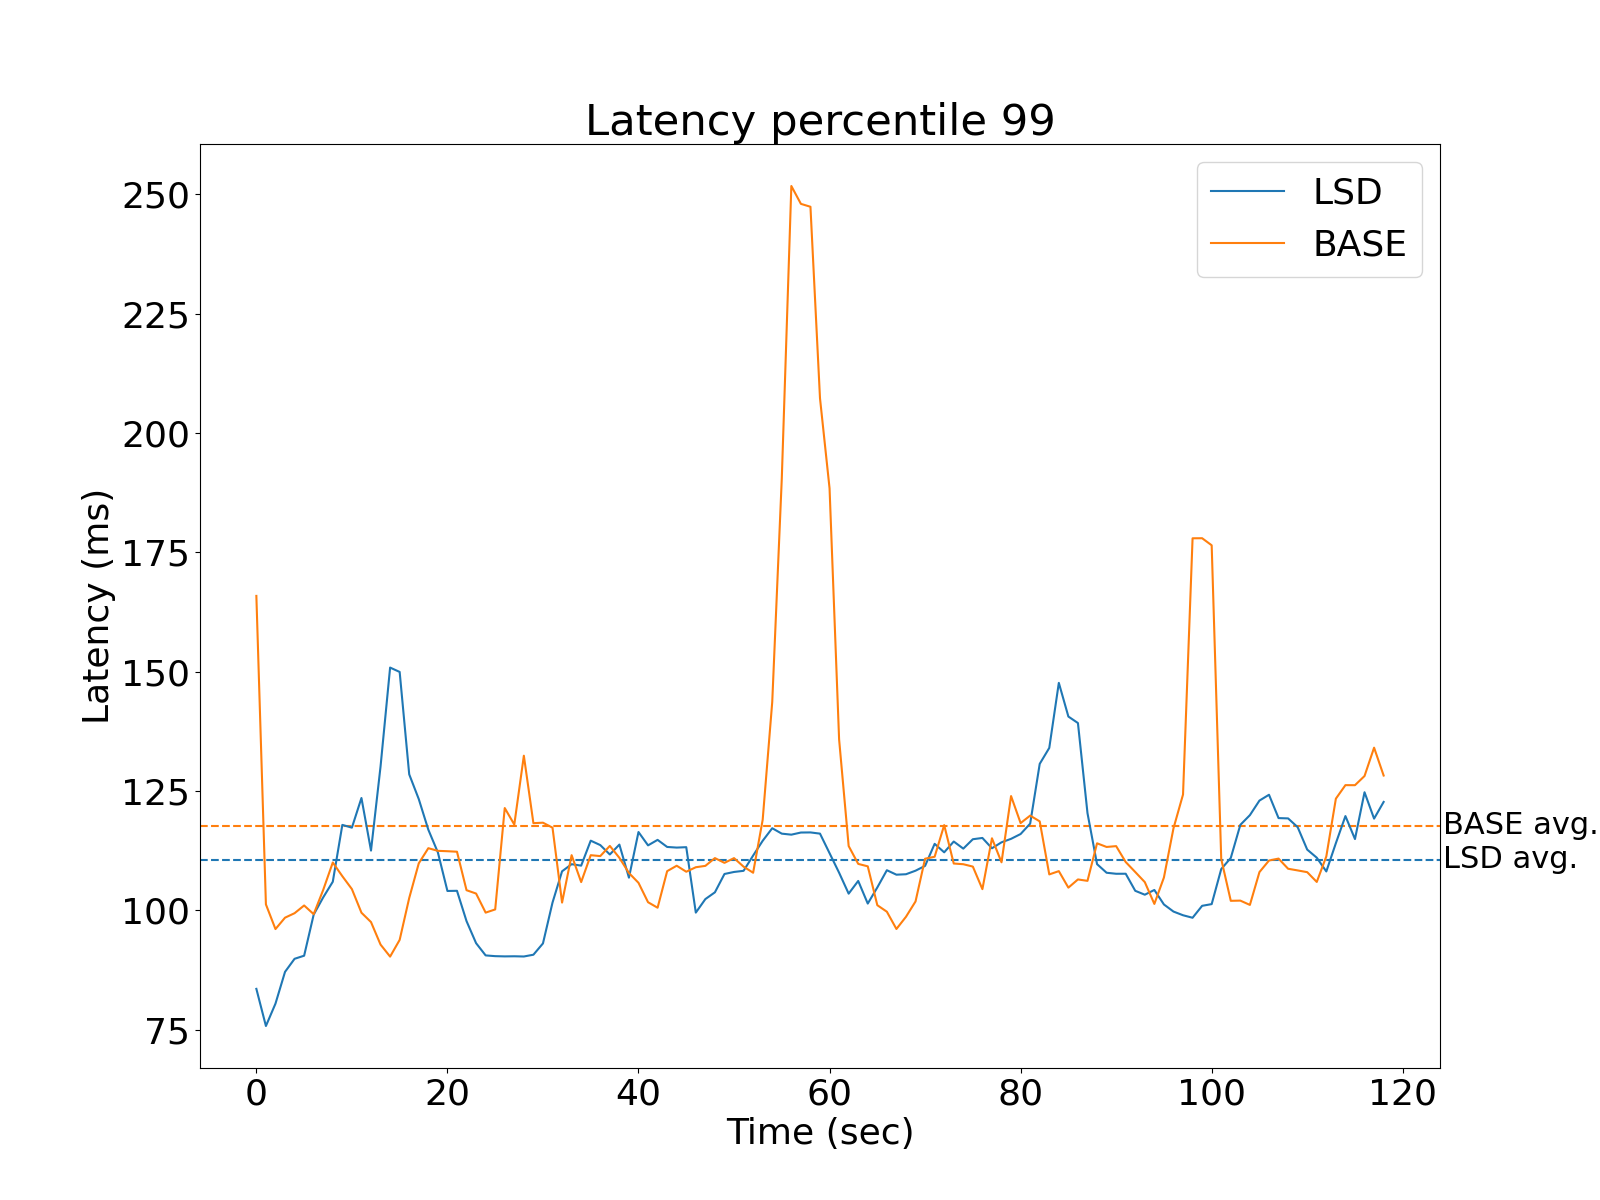 Latency percentile 99
LSD
BASE
250
225
200
175
150
125
100
75
Latency (ms)
BASE avg.
LSD avg.
0 20 40 60 80 100 120
Time (sec)